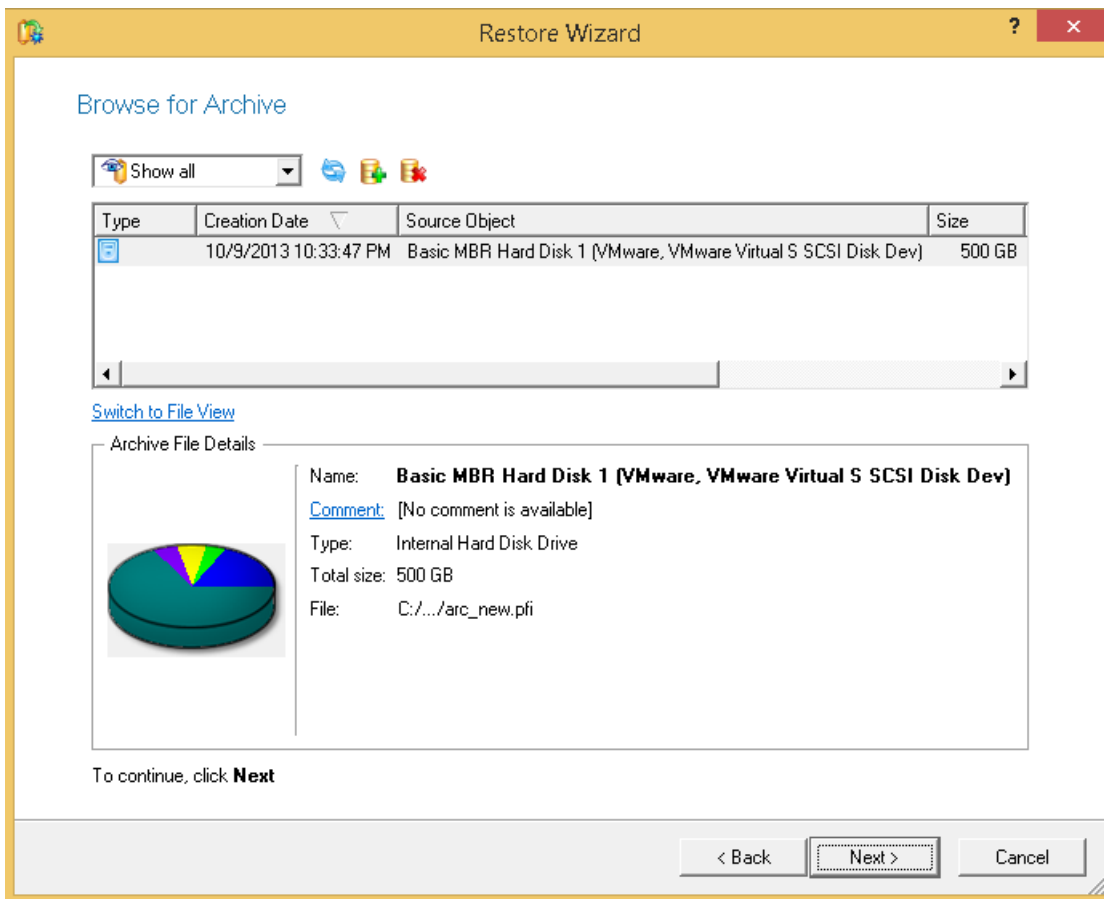 Restore Wizard
?
Browse for Archive
Show all
Type Creation Date Source Object Size
10/9/2013 10:33:47 PM Basic MBR Hard Disk 1 (VMware, VMware Virtual S SCSI Disk Dev) 500 GB
Switch to File View
Archive File Details
Name: Basic MBR Hard Disk 1 (VMware, VMware Virtual S SCSI Disk Dev)
Comment: [No comment is available]
Type: Internal Hard Disk Drive
Total size: 500 GB
File: C:/.../arc_new.pfi
To continue, click Next
< Back Next > Cancel